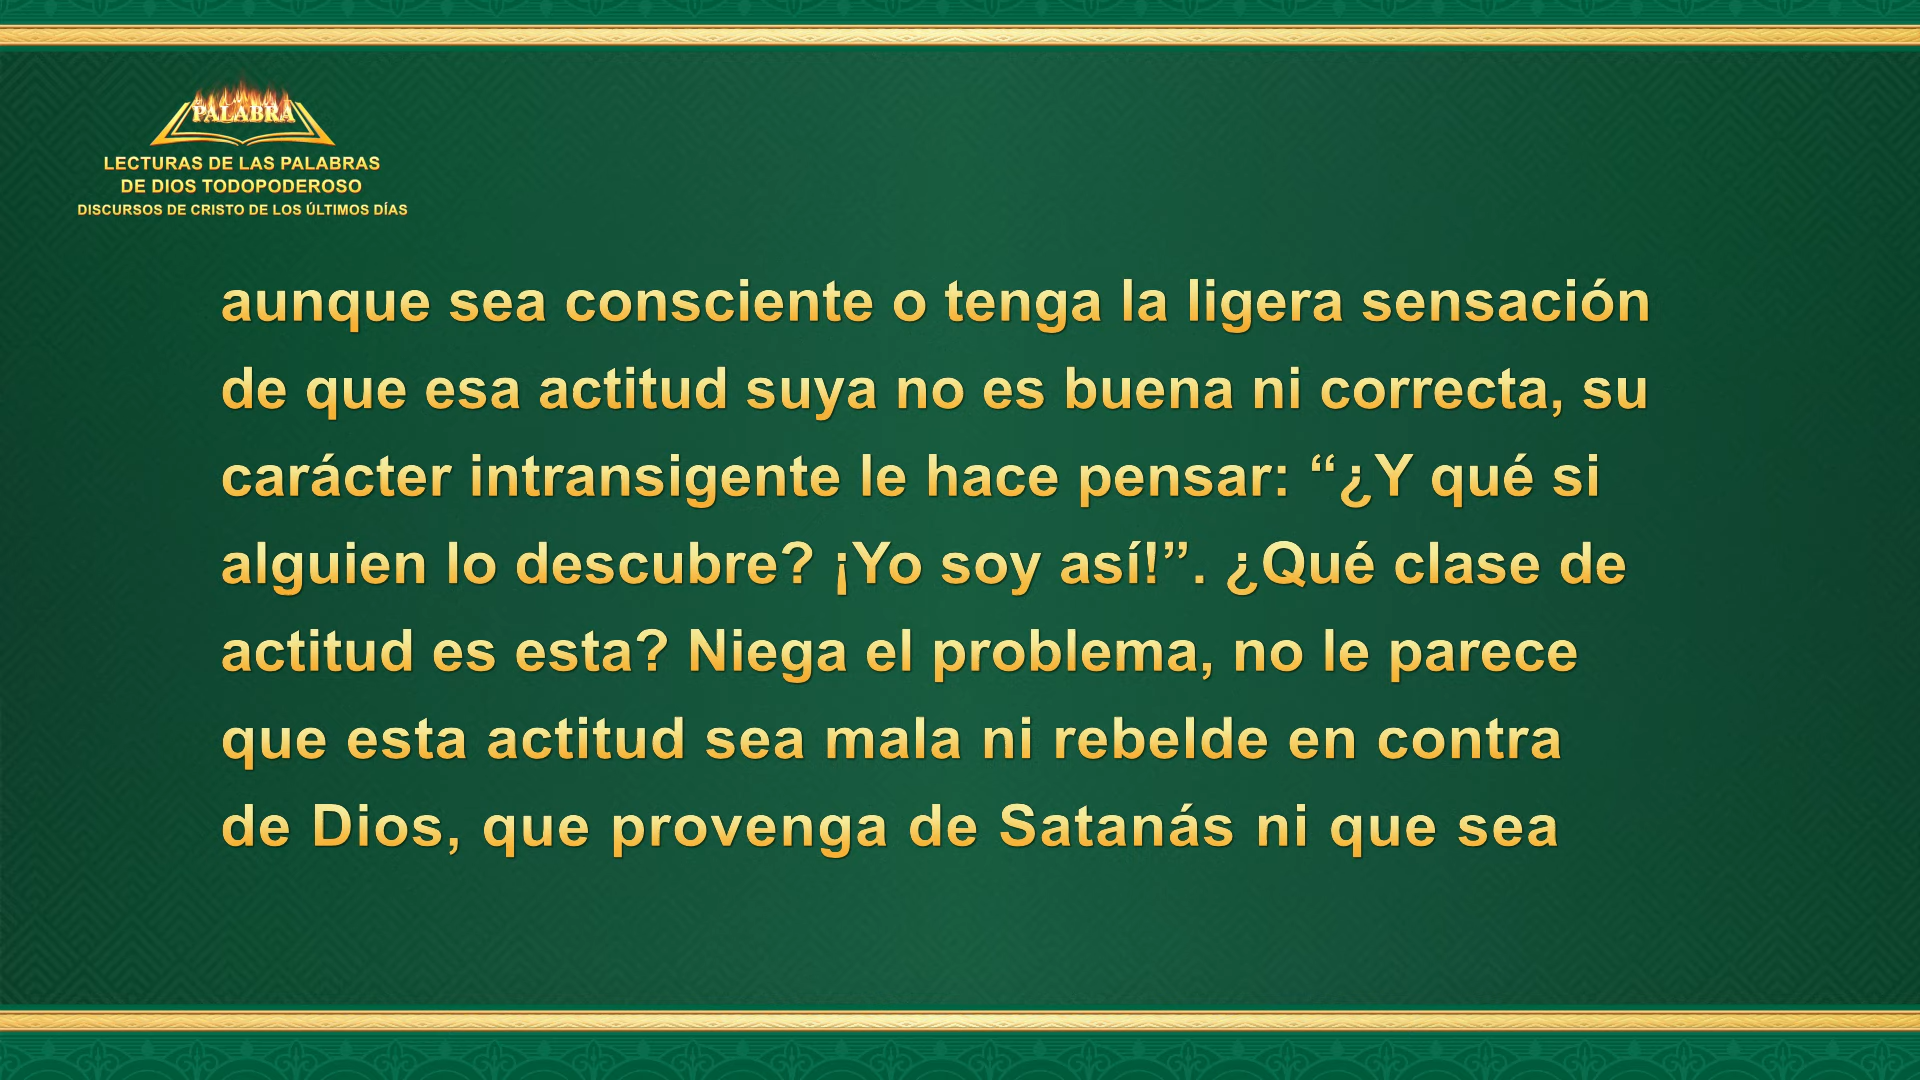 PALABRA
LECTURAS DE LAS PALABRAS
DE DIOS TODOPODEROSO
DISCURSOS DE CRISTO DE LOS ÚLTIMOS DÍAS
aunque sea consciente o tenga la ligera sensación
de que esa actitud suya no es buena ni correcta, su
carácter intransigente le hace pensar: “¿Y qué si
alguien lo descubre? ¡Yo soy así!”. ¿Qué clase de
actitud es esta? Niega el problema, no le parece
que esta actitud sea mala ni rebelde en contra
de Dios, que provenga de Satanás ni que sea